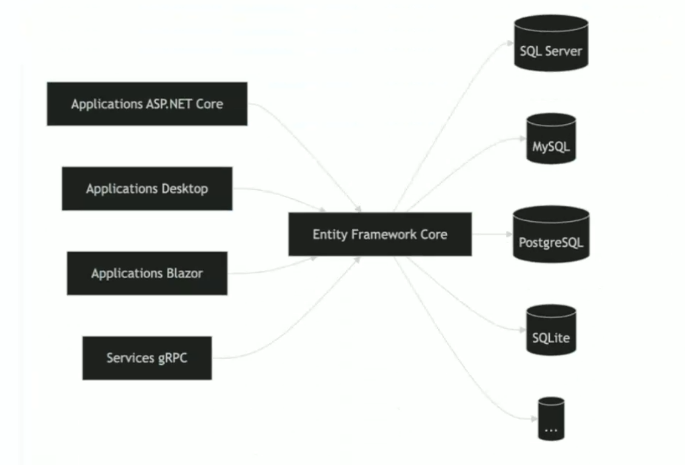 Applications ASP.NET Core
Applications Desktop
Applications Blazor
Services gRPC
Entity Framework Core
SQL Server
MySQL
PostgreSQL
SQLite
...